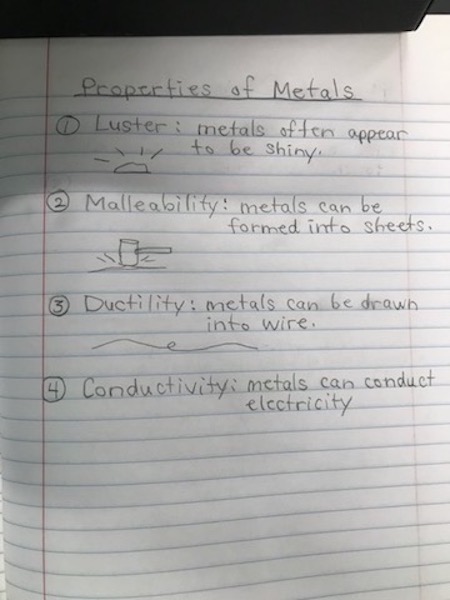 Properties of Metals
① Luster: metals often appear
to be shiny.
② Malleability: metals can be
formed into sheets.
③ Ductility: metals can be drawn
into wire.
④ Conductivity: metals can conduct
electricity